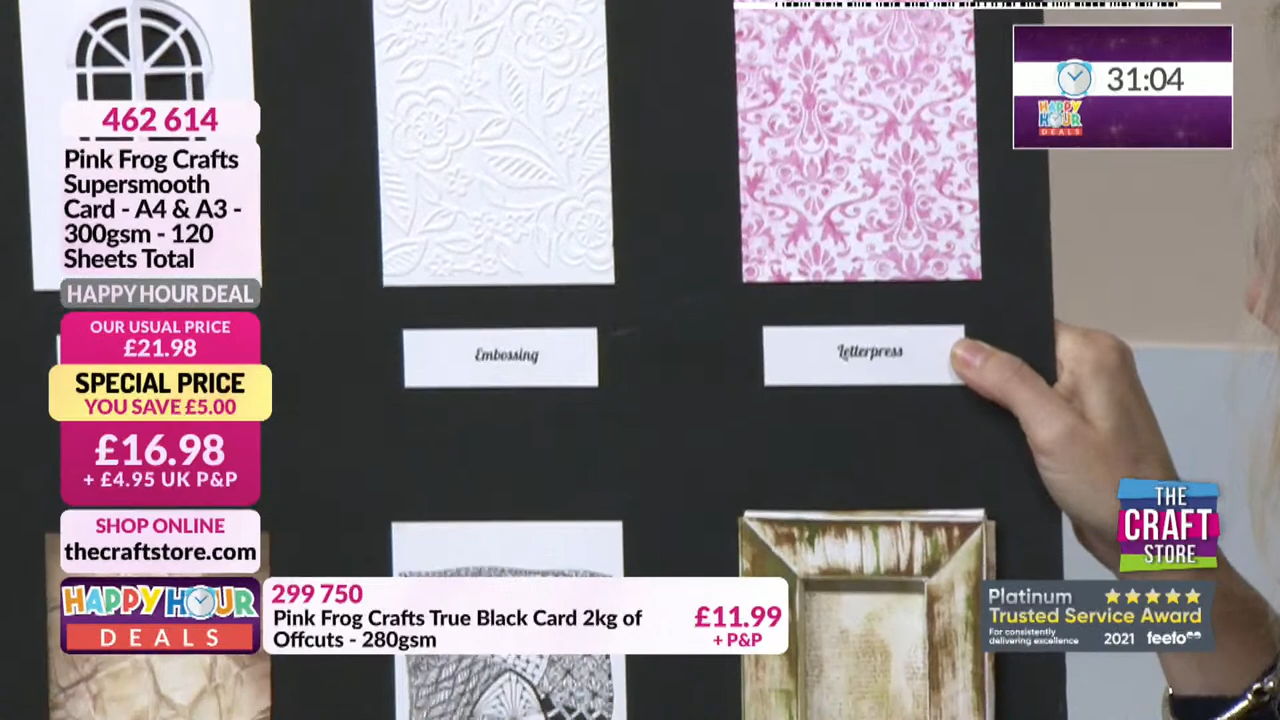 462 614
Pink Frog Crafts
Supersmooth
Card - A4 & A3 -
300gsm - 120
Sheets Total
HAPPY HOUR DEAL
OUR USUAL PRICE
£21.98
SPECIAL PRICE
YOU SAVE £5.00
£16.98
+ £4.95 UK P&P
SHOP ONLINE
thecraftstore.com
HAPPY HOUR
DEALS
299 750
Pink Frog Crafts True Black Card 2kg of
Offcuts - 280gsm
£11.99
+ P&P
Embossing
Letterpress
31:04
HAPPY
HOUR
DEALS
THE
CRAFT
STORE
Platinum
Trusted Service Award
For consistently
delivering excellence
2021 feefo